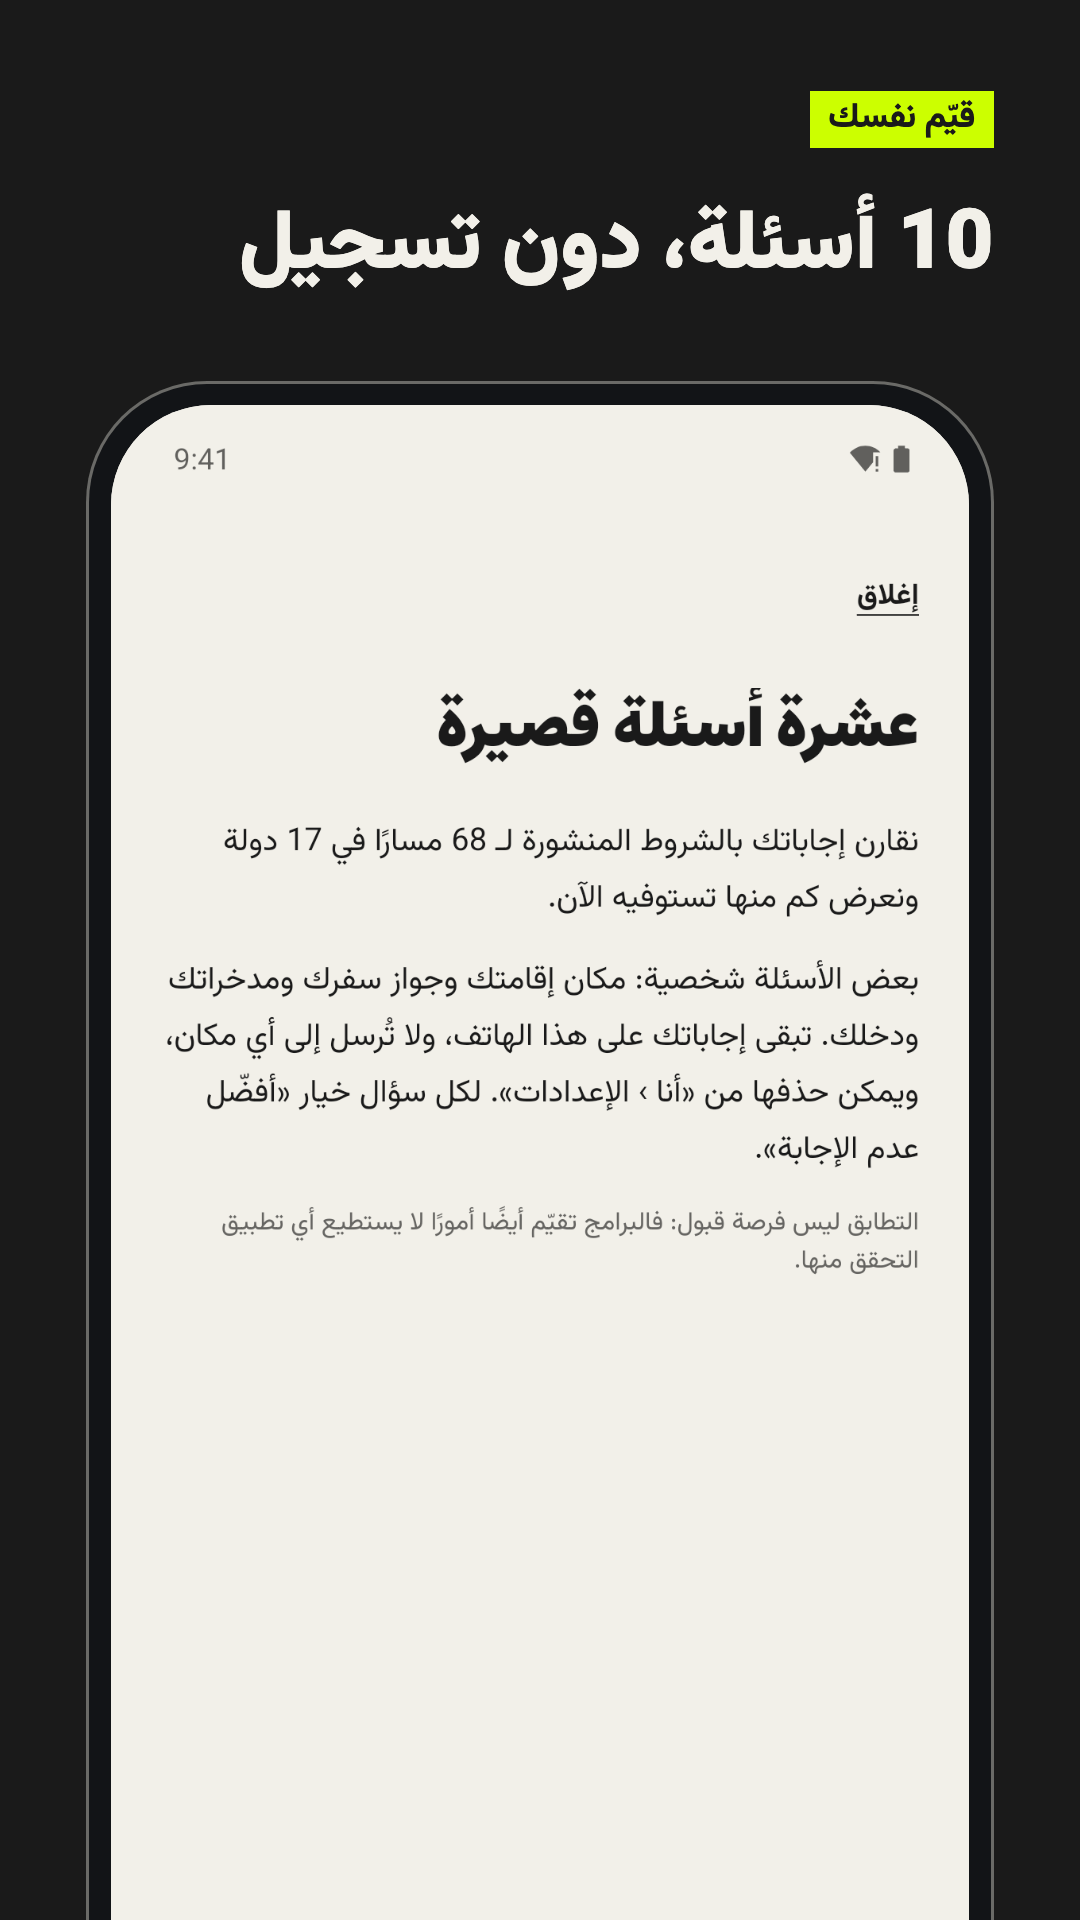 قيّم نفسك
10 أسئلة، دون تسجيل
9:41
إغلاق
عشرة أسئلة قصيرة
نقارن إجاباتك بالشروط المنشورة لـ 68 مسارًا في 17 دولة
ونعرض كم منها تستوفيه الآن.
بعض الأسئلة شخصية: مكان إقامتك وجواز سفرك ومدخراتك
ودخلك. تبقى إجاباتك على هذا الهاتف، ولا تُرسل إلى أي مكان،
ويمكن حذفها من «أنا › الإعدادات». لكل سؤال خيار «أفضّل
عدم الإجابة».
التطابق ليس فرصة قبول: فالبرامج تقيّم أيضًا أمورًا لا يستطيع أي تطبيق
التحقق منها.